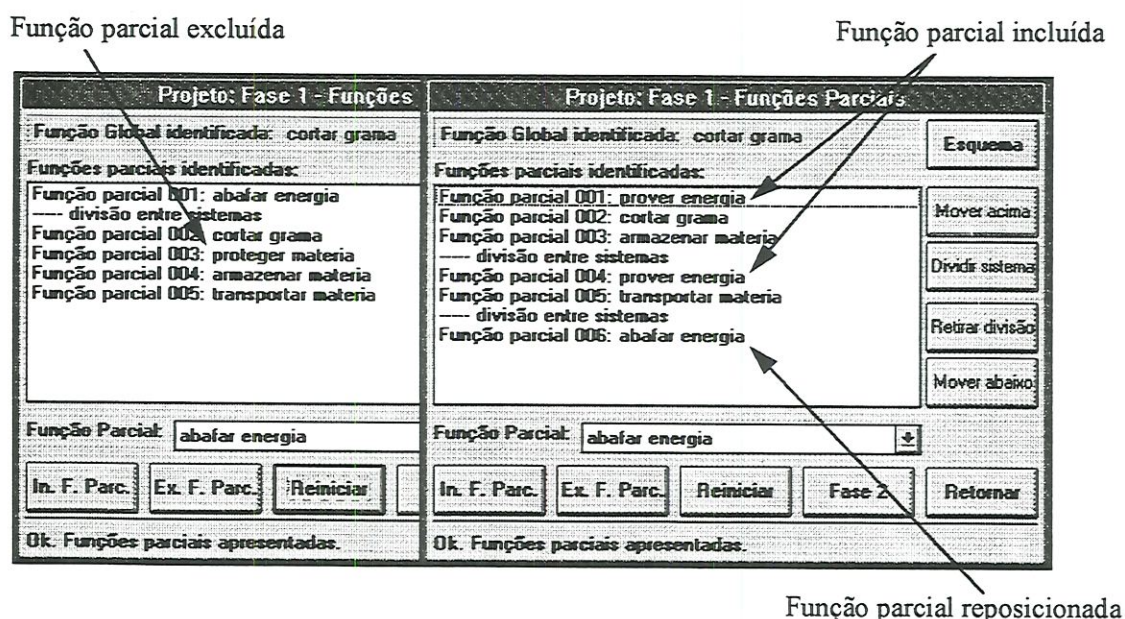 Função parcial excluída
Função parcial incluída
Projeto: Fase 1 - Funções
Função Global identificada: cortar grama
Funções parciais identificadas:
Função parcial 001: abafar energia
---- divisão entre sistemas
Função parcial 002: cortar grama
Função parcial 003: proteger materia
Função parcial 004: armazenar materia
Função parcial 005: transportar materia
Função Parcial: abafar energia
In. F. Parc. Ex. F. Parc. Reiniciar
Ok. Funções parciais apresentadas.
Projeto: Fase 1 - Funções Parciais
Função Global identificada: cortar grama
Funções parciais identificadas:
Função parcial 001: prover energia
Função parcial 002: cortar grama
Função parcial 003: armazenar materia
---- divisão entre sistemas
Função parcial 004: prover energia
Função parcial 005: transportar materia
---- divisão entre sistemas
Função parcial 006: abafar energia
Esquema
Mover acima
Dividir sistema
Retirar divisão
Mover abaixo
Função Parcial: abafar energia
In. F. Parc. Ex. F. Parc. Reiniciar Fase 2 Retornar
Ok. Funções parciais apresentadas.
Função parcial reposicionada